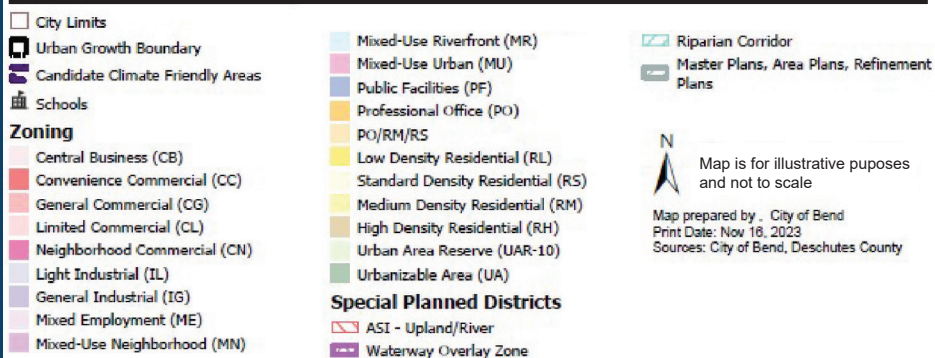 City Limits
Urban Growth Boundary
Candidate Climate Friendly Areas
Schools
Zoning
Central Business (CB)
Convenience Commercial (CC)
General Commercial (CG)
Limited Commercial (CL)
Neighborhood Commercial (CN)
Light Industrial (IL)
General Industrial (IG)
Mixed Employment (ME)
Mixed-Use Neighborhood (MN)
Mixed-Use Riverfront (MR)
Mixed-Use Urban (MU)
Public Facilities (PF)
Professional Office (PO)
PO/RM/RS
Low Density Residential (RL)
Standard Density Residential (RS)
Medium Density Residential (RM)
High Density Residential (RH)
Urban Area Reserve (UAR-10)
Urbanizable Area (UA)
Special Planned Districts
ASI - Upland/River
Waterway Overlay Zone
Riparian Corridor
Master Plans, Area Plans, Refinement
Plans
N
Map is for illustrative puposes
and not to scale
Map prepared by . City of Bend
Print Date: Nov 16, 2023
Sources: City of Bend, Deschutes County